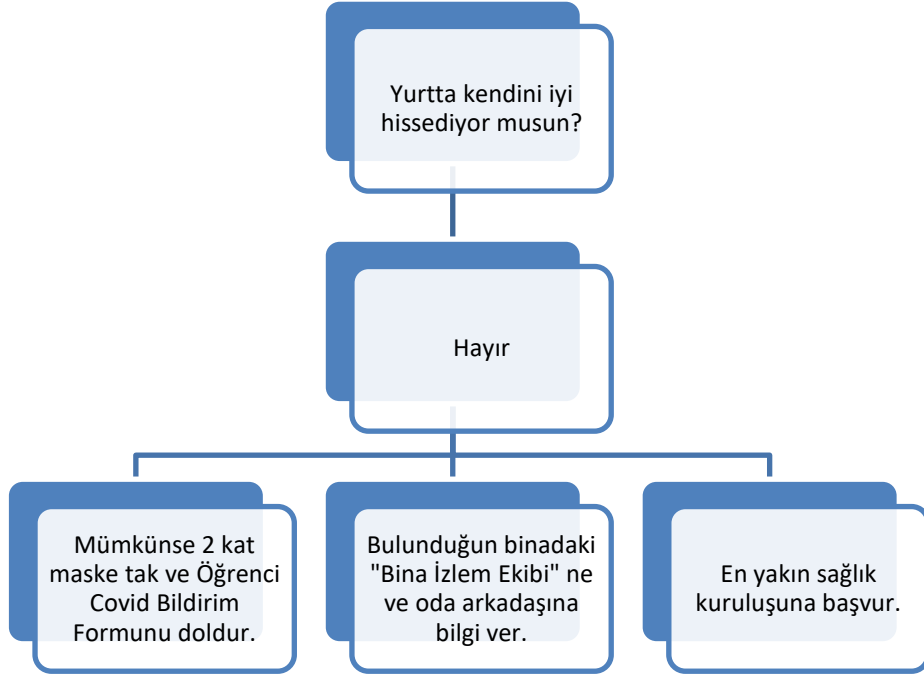 Yurtta kendini iyi
hissediyor musun?
Hayır
Mümkünse 2 kat
maske tak ve Öğrenci
Covid Bildirim
Formunu doldur.
Bulunduğun binadaki
"Bina İzlem Ekibi" ne
ve oda arkadaşına
bilgi ver.
En yakın sağlık
kuruluşuna başvur.